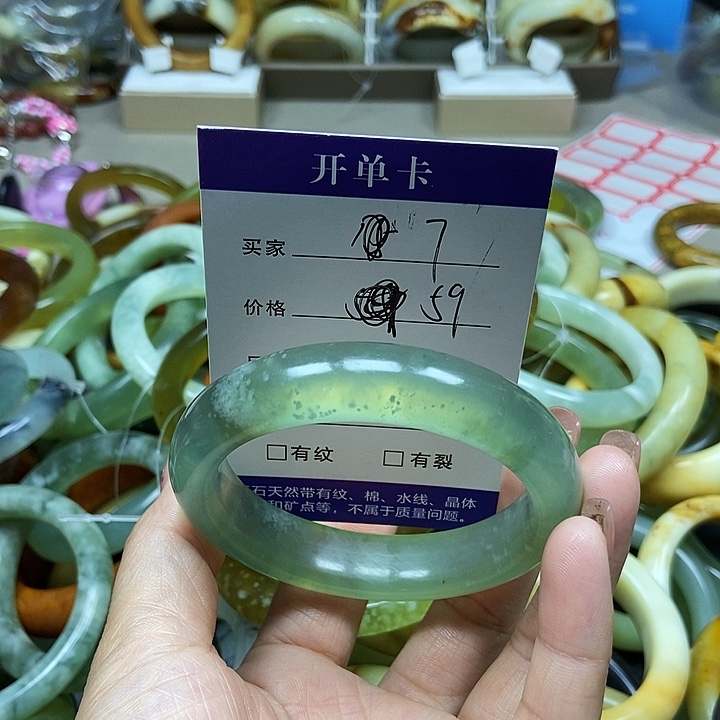 开单卡
买家 7
价格 59
□有纹 □有裂
石天然带有纹、棉、水线、晶体
和矿点等，不属于质量问题。